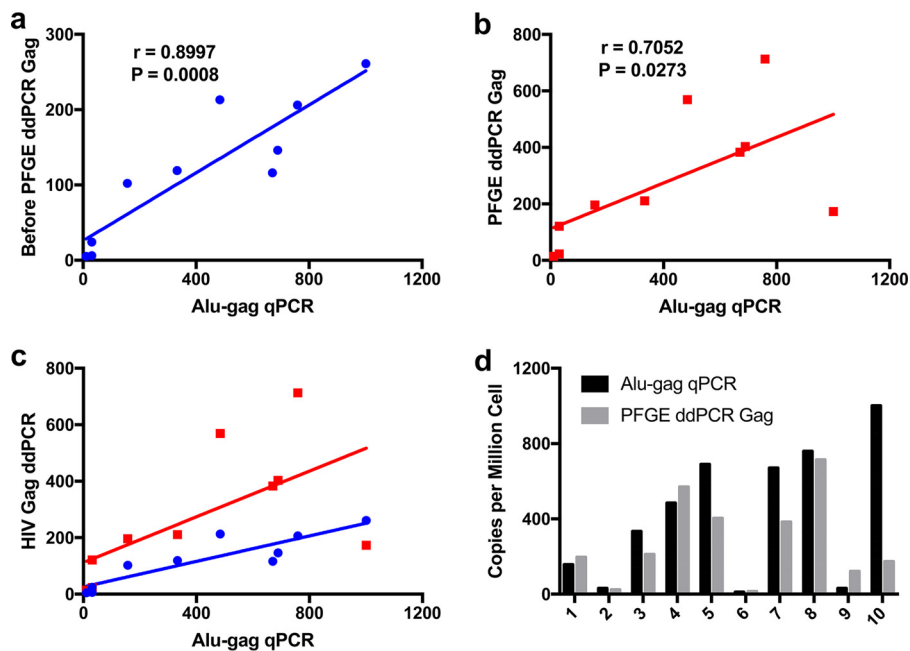 a
r = 0.8997
P = 0.0008
Before PFGE ddPCR Gag
300
200
100
0
0 400 800 1200
Alu-gag qPCR
b
r = 0.7052
P = 0.0273
PFGE ddPCR Gag
800
600
400
200
0
0 400 800 1200
Alu-gag qPCR
c
HIV Gag ddPCR
800
600
400
200
0
0 400 800 1200
Alu-gag qPCR
d
Alu-gag qPCR
PFGE ddPCR Gag
Copies per Million Cell
1200
800
400
0
1 2 3 4 5 6 7 8 9 10